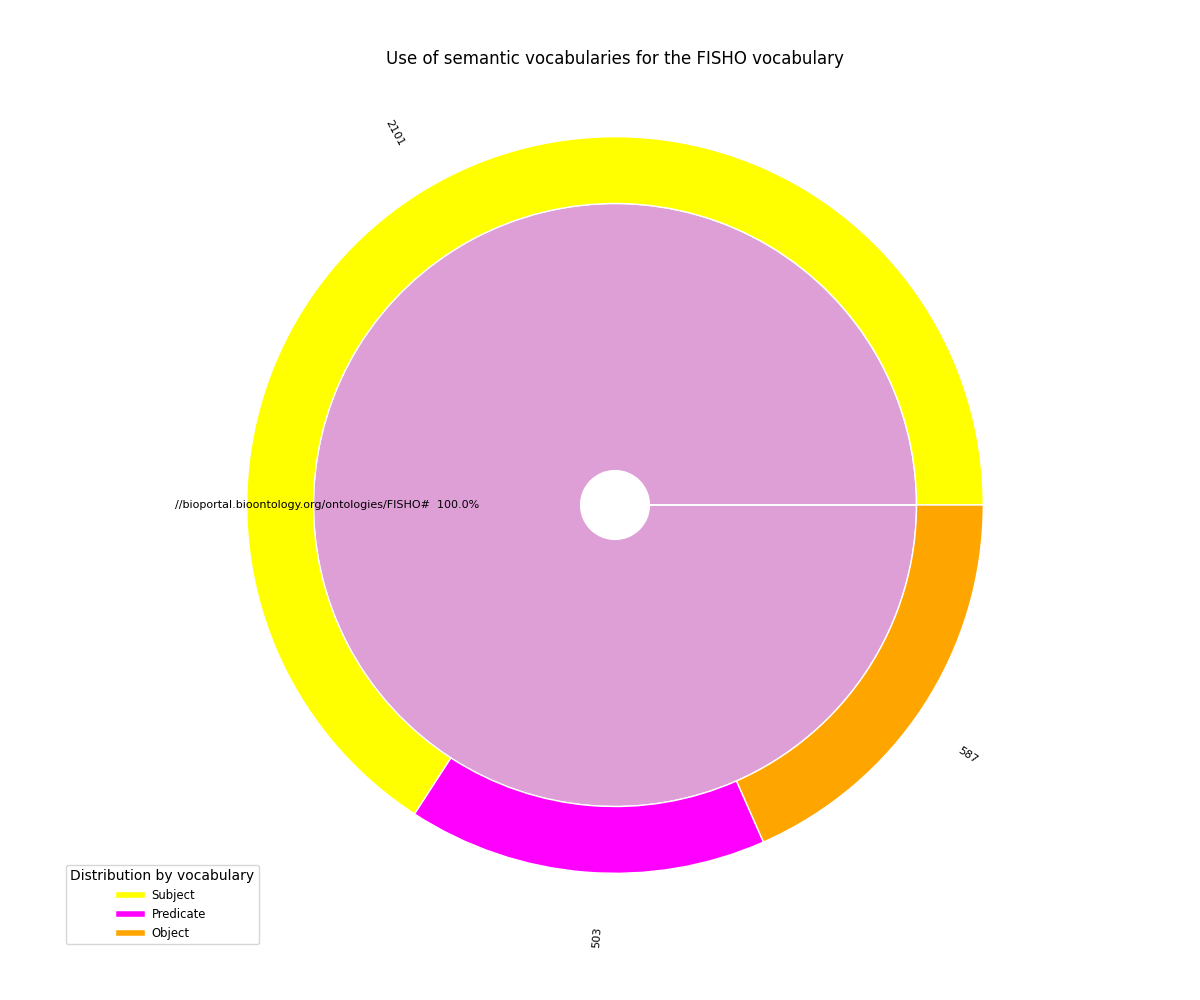 Use of semantic vocabularies for the FISHO vocabulary
2101
//bioportal.bioontology.org/ontologies/FISHO#  100.0%
587
503
Distribution by vocabulary
Subject
Predicate
Object